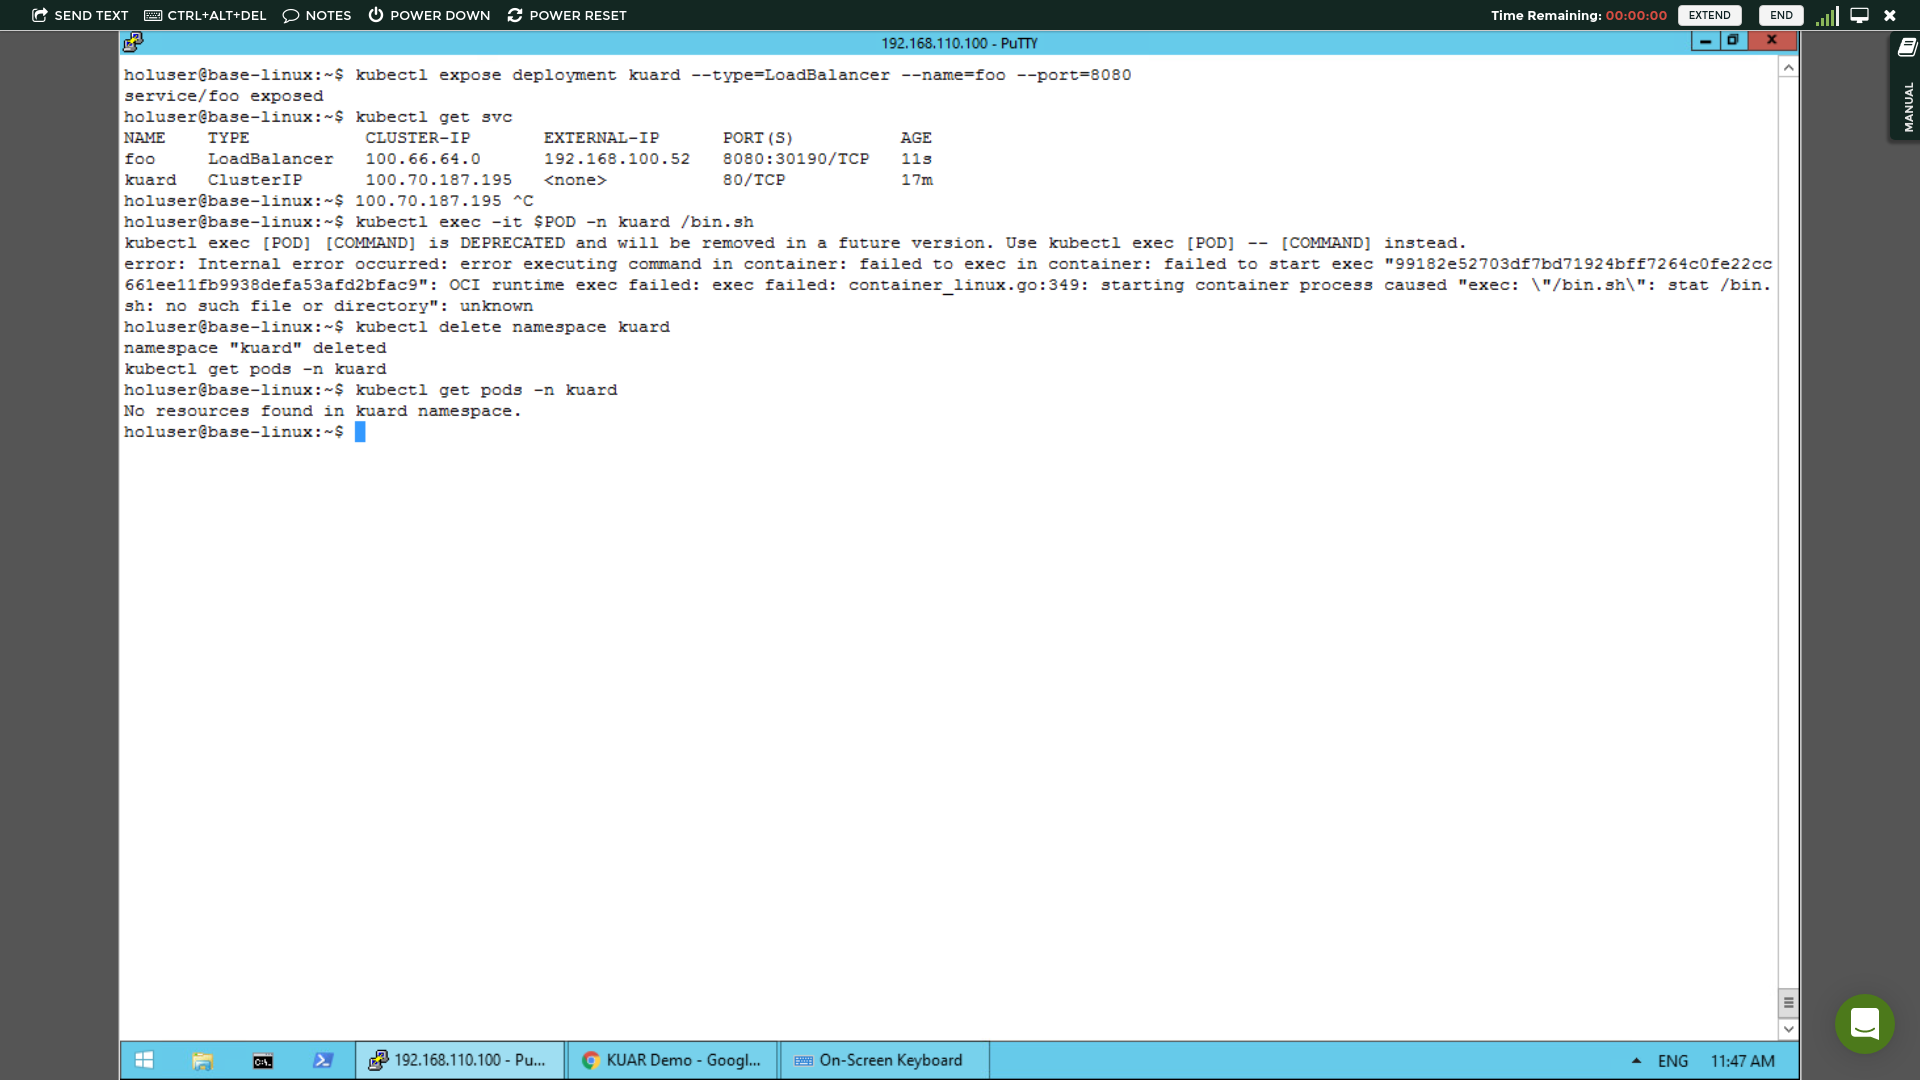 SEND TEXT CTRL+ALT+DEL NOTES POWER DOWN POWER RESET Time Remaining: 00:00:00 EXTEND END
192.168.110.100 - PuTTY
MANUAL
holuser@base-linux:~$ kubectl expose deployment kuard --type=LoadBalancer --name=foo --port=8080
service/foo exposed
holuser@base-linux:~$ kubectl get svc
NAME TYPE CLUSTER-IP EXTERNAL-IP PORT(S) AGE
foo LoadBalancer 100.66.64.0 192.168.100.52 8080:30190/TCP 11s
kuard ClusterIP 100.70.187.195 <none> 80/TCP 17m
holuser@base-linux:~$ 100.70.187.195 ^C
holuser@base-linux:~$ kubectl exec -it $POD -n kuard /bin.sh
kubectl exec [POD] [COMMAND] is DEPRECATED and will be removed in a future version. Use kubectl exec [POD] -- [COMMAND] instead.
error: Internal error occurred: error executing command in container: failed to exec in container: failed to start exec "99182e52703df7bd71924bff7264c0fe22cc
661ee11fb9938defa53afd2bfac9": OCI runtime exec failed: exec failed: container_linux.go:349: starting container process caused "exec: \"/bin.sh\": stat /bin.
sh: no such file or directory": unknown
holuser@base-linux:~$ kubectl delete namespace kuard
namespace "kuard" deleted
kubectl get pods -n kuard
holuser@base-linux:~$ kubectl get pods -n kuard
No resources found in kuard namespace.
holuser@base-linux:~$
192.168.110.100 - Pu... KUAR Demo - Googl... On-Screen Keyboard ENG 11:47 AM